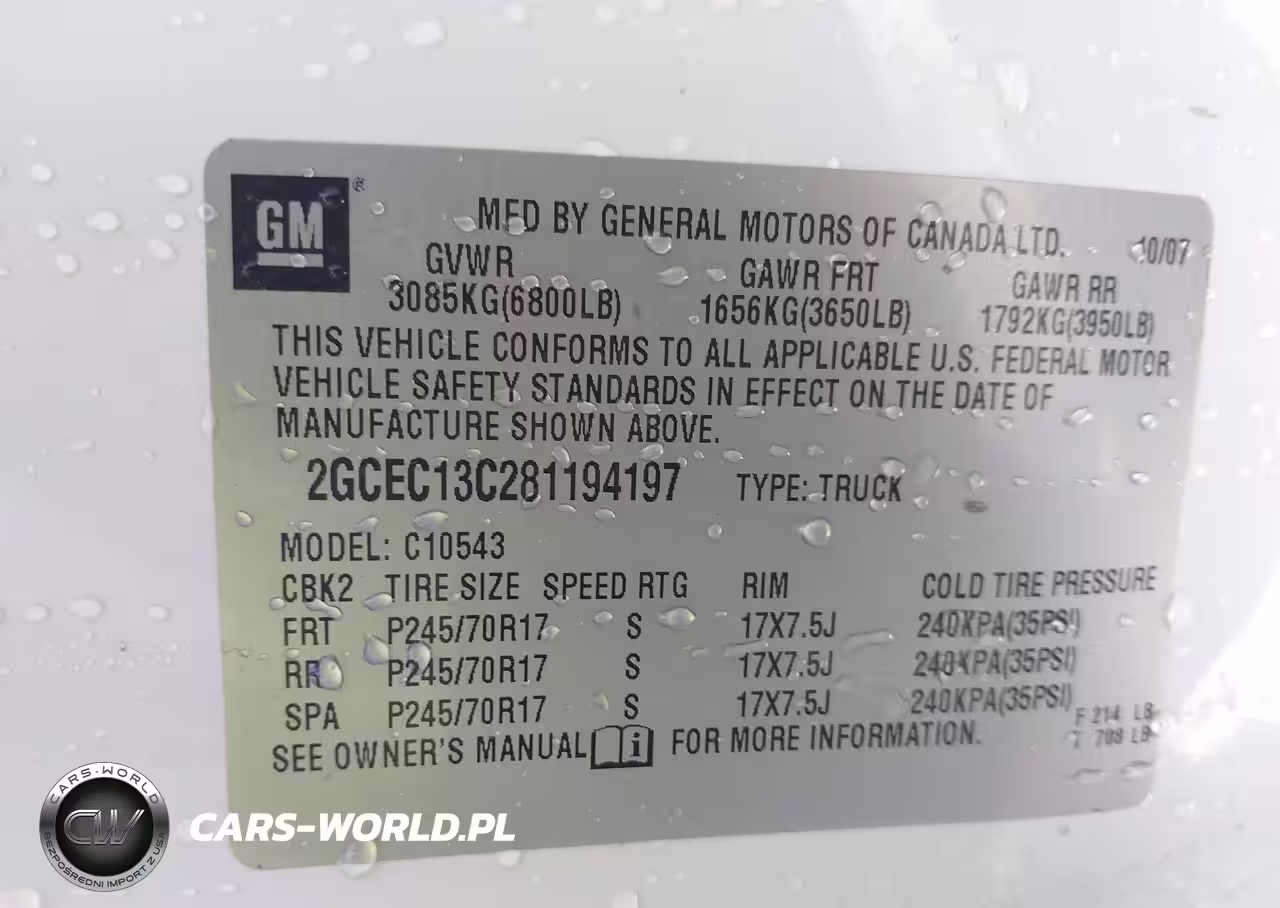 GM ®
MFD BY GENERAL MOTORS OF CANADA LTD.
10/07
GVWR GAWR FRT GAWR RR
3085KG(6800LB) 1656KG(3650LB) 1792KG(3950LB)
THIS VEHICLE CONFORMS TO ALL APPLICABLE U.S. FEDERAL MOTOR
VEHICLE SAFETY STANDARDS IN EFFECT ON THE DATE OF
MANUFACTURE SHOWN ABOVE.
2GCEC13C281194197 TYPE: TRUCK
MODEL: C10543
CBK2 TIRE SIZE SPEED RTG RIM COLD TIRE PRESSURE
FRT P245/70R17 S 17X7.5J 240KPA(35PSI)
RR P245/70R17 S 17X7.5J 240KPA(35PSI)
SPA P245/70R17 S 17X7.5J 240KPA(35PSI)
F 214 LB
T 708 LB
SEE OWNER'S MANUAL i FOR MORE INFORMATION.
CARS-WORLD
CW
BEZPOŚREDNI IMPORT Z USA
CARS-WORLD.PL